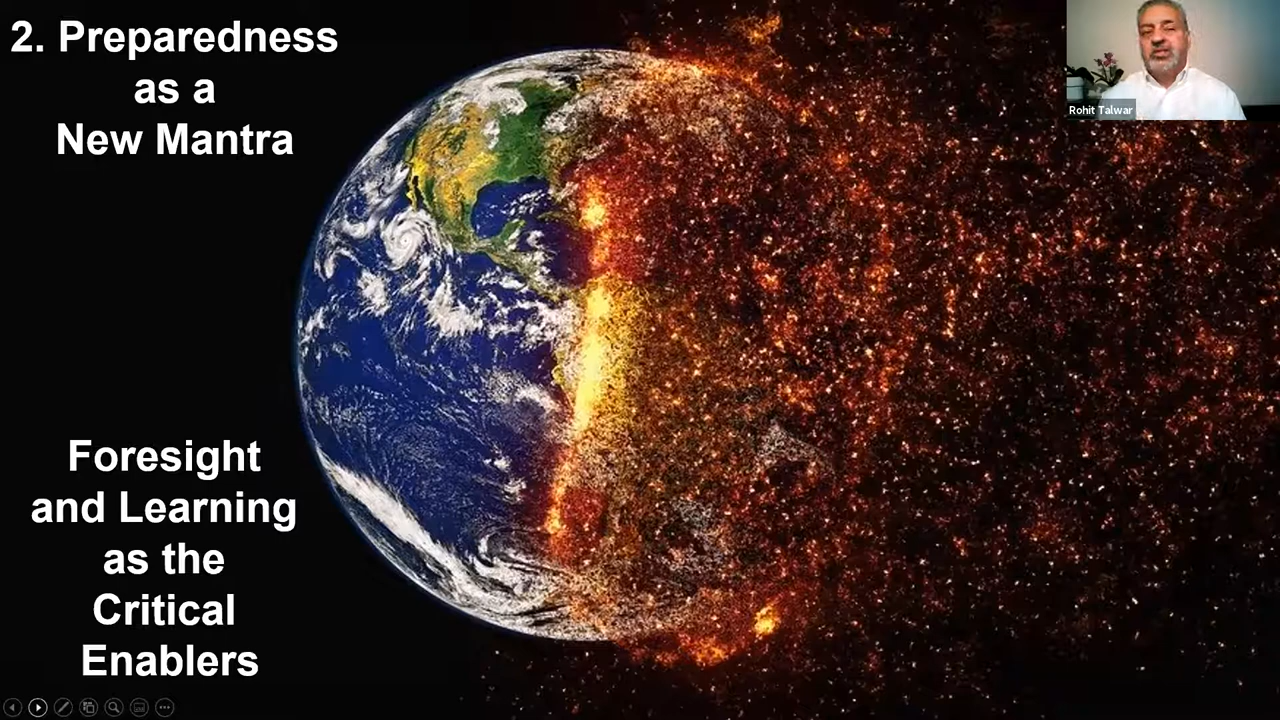 2. Preparedness
as a
New Mantra
Rohit Talwar
Foresight
and Learning
as the
Critical
Enablers